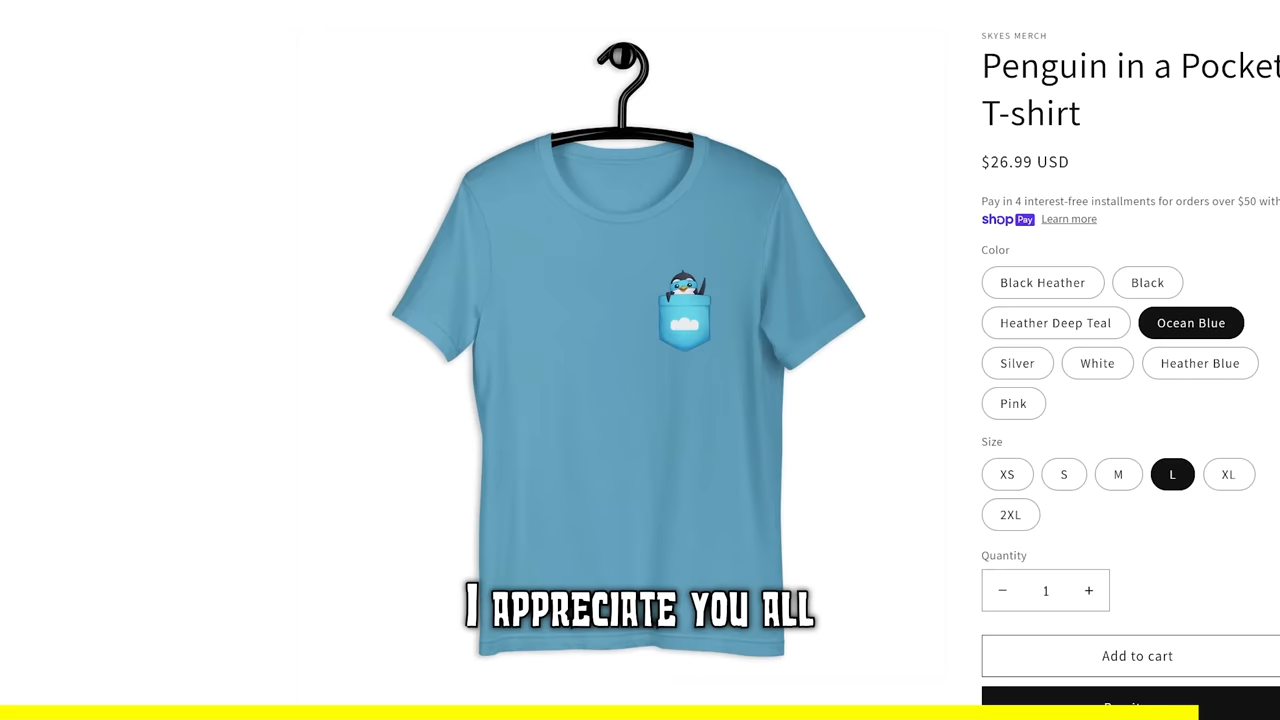 SKYES MERCH
Penguin in a Pocket
T-shirt
$26.99 USD
Pay in 4 interest-free installments for orders over $50 with
shop Pay Learn more
Color
Black Heather Black
Heather Deep Teal Ocean Blue
Silver White Heather Blue
Pink
Size
XS S M L XL
2XL
Quantity
− 1 +
I APPRECIATE YOU ALL
Add to cart